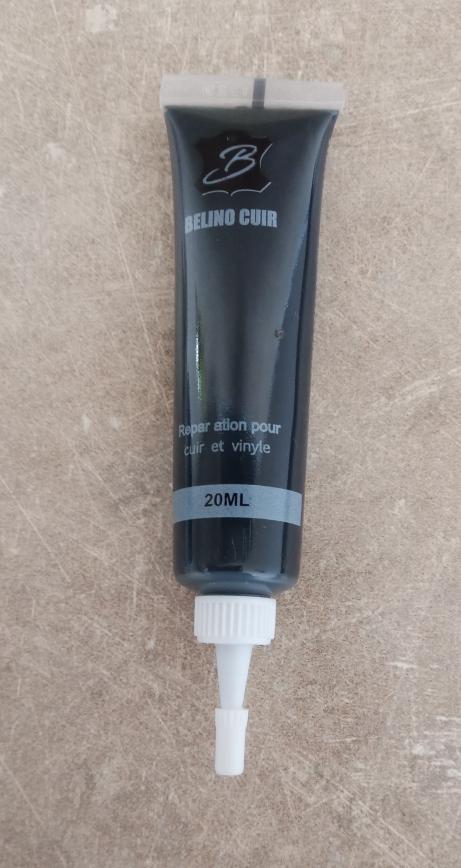 B
BELINO CUIR
Repar ation pour
cuir et vinyle
20ML